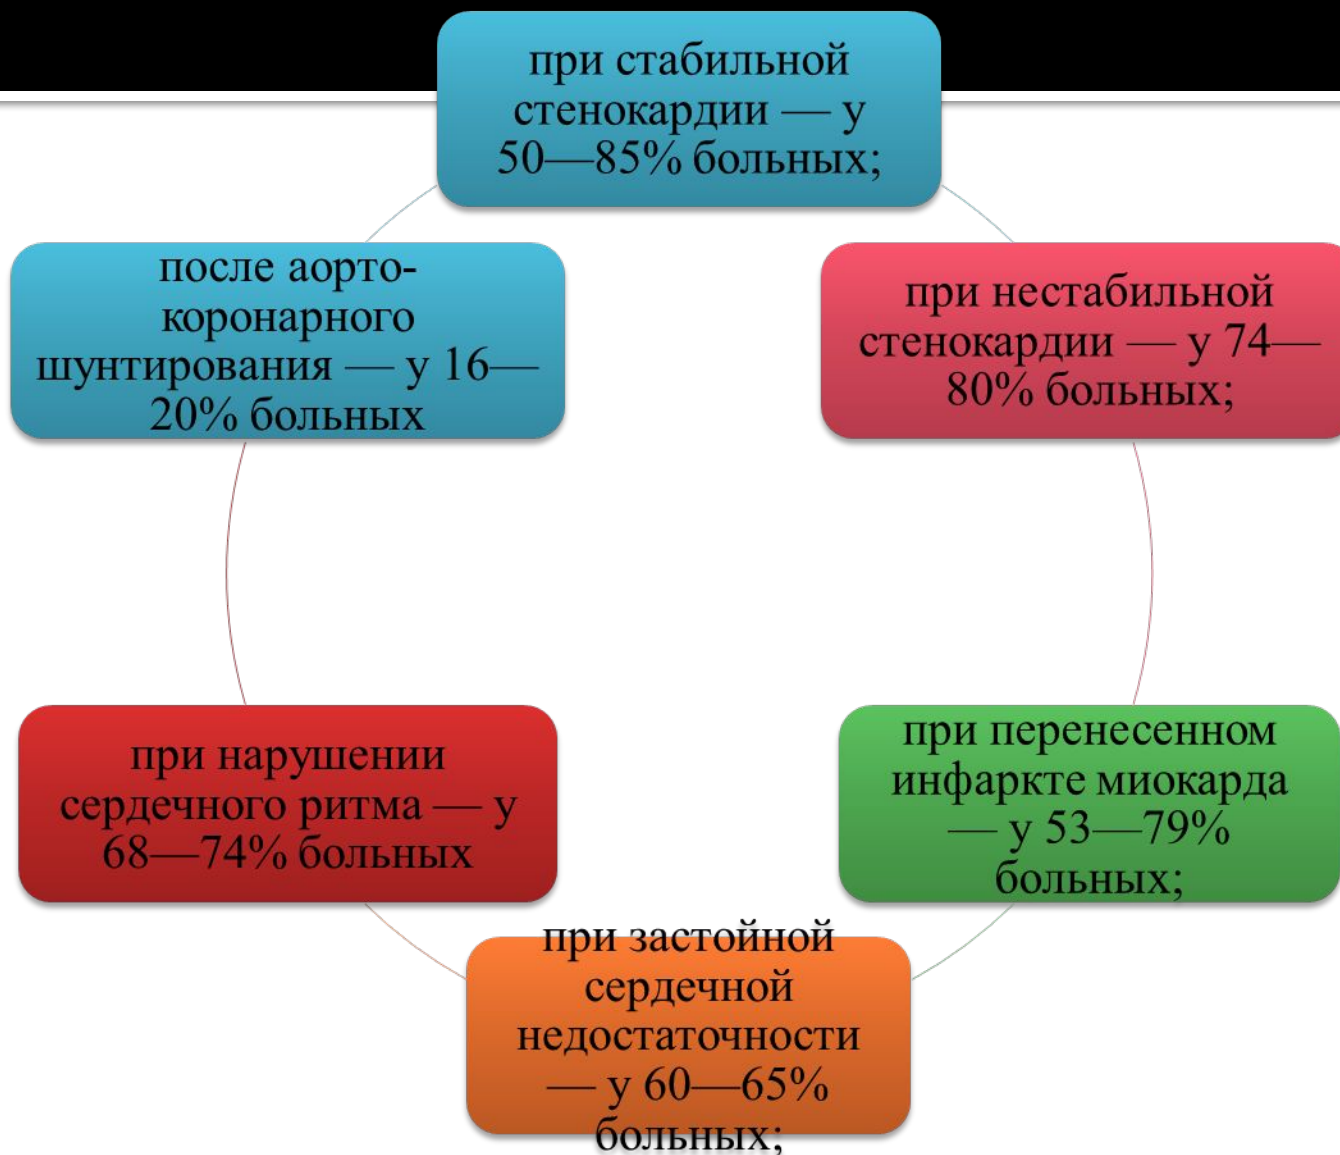 при стабильной
стенокардии — у
50—85% больных;
при нестабильной
стенокардии — у 74—
80% больных;
при перенесенном
инфаркте миокарда
— у 53—79%
больных;
при застойной
сердечной
недостаточности
— у 60—65%
больных;
при нарушении
сердечного ритма — у
68—74% больных
после аорто-
коронарного
шунтирования — у 16—
20% больных